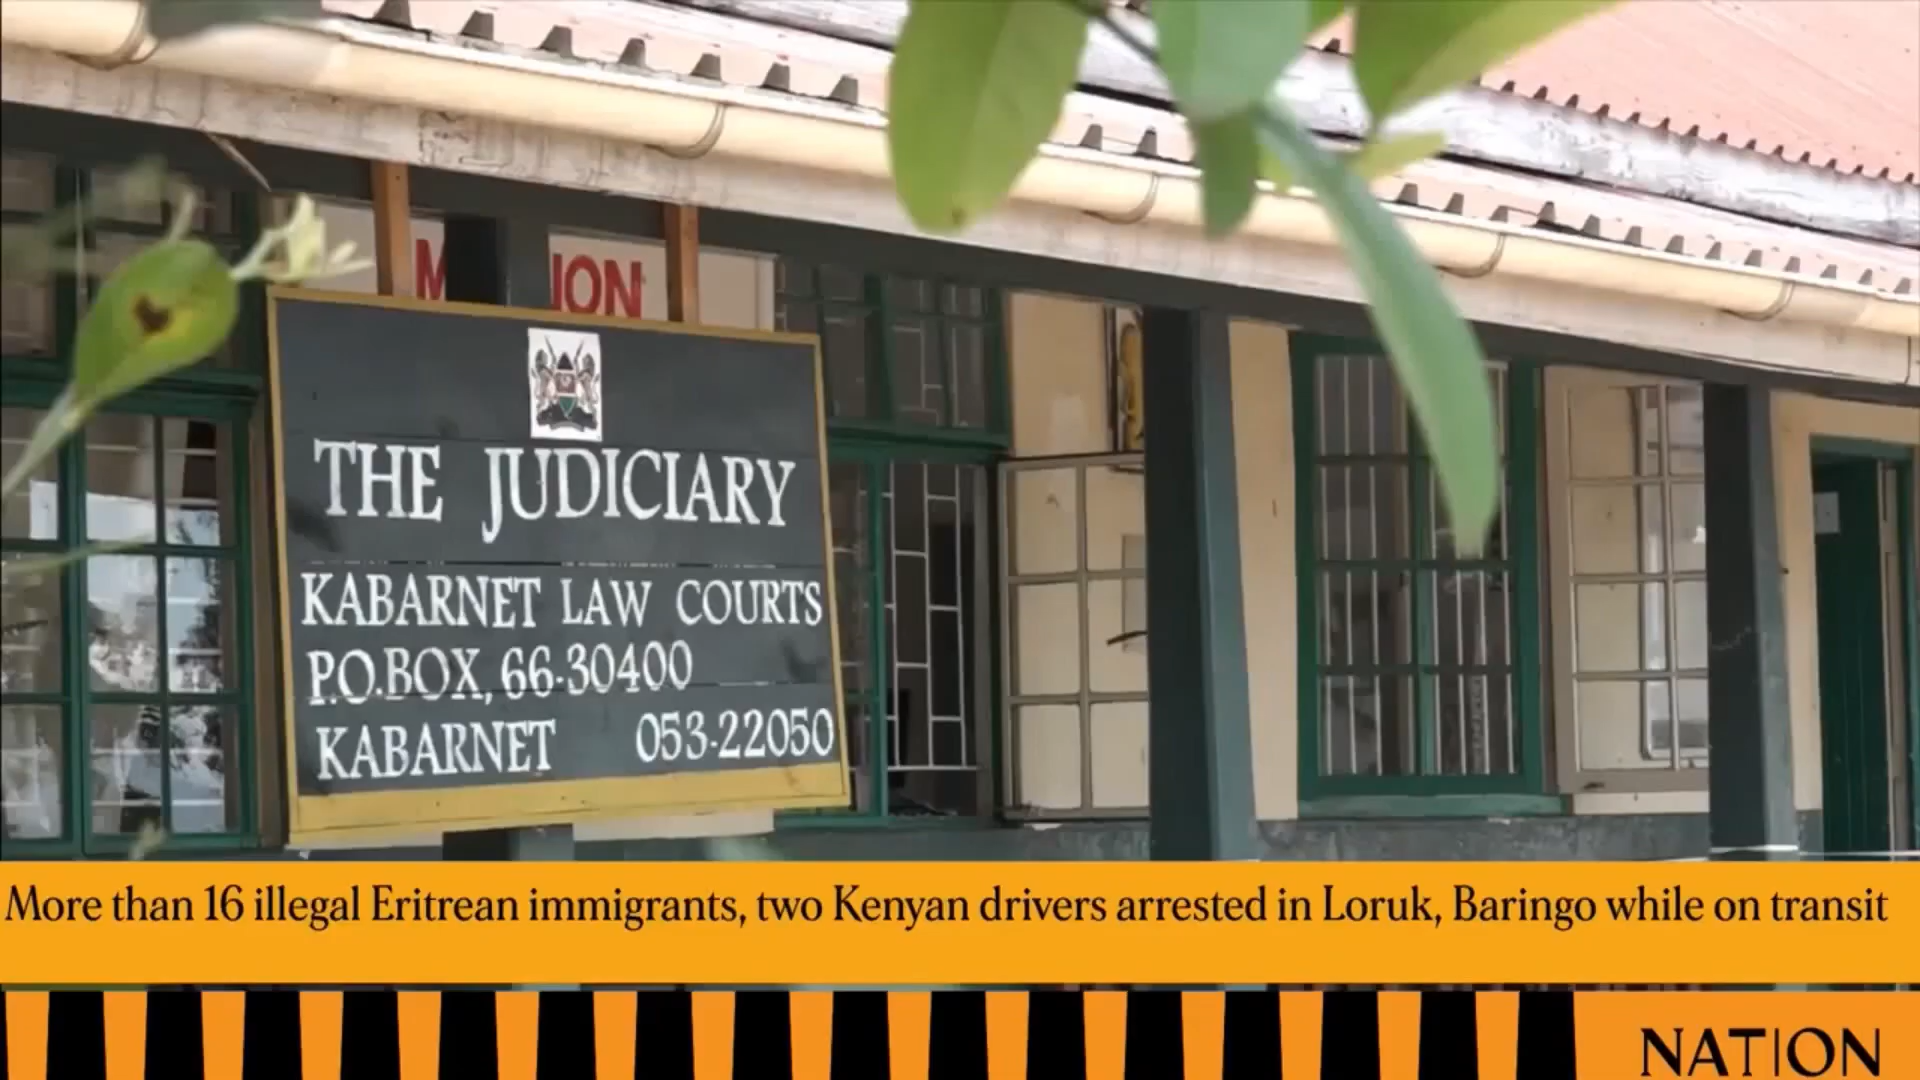 THE JUDICIARY
KABARNET LAW COURTS
P.O.BOX, 66-30400
KABARNET 053-22050
More than 16 illegal Eritrean immigrants, two Kenyan drivers arrested in Loruk, Baringo while on transit
NATION